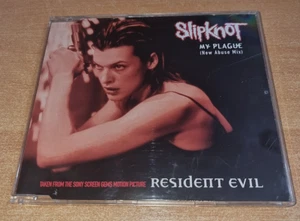 SlipKnoT
MY PLAGUE
(New Abuse Mix)
TAKEN FROM THE SONY SCREEN GEMS MOTION PICTURE RESIDENT EVIL